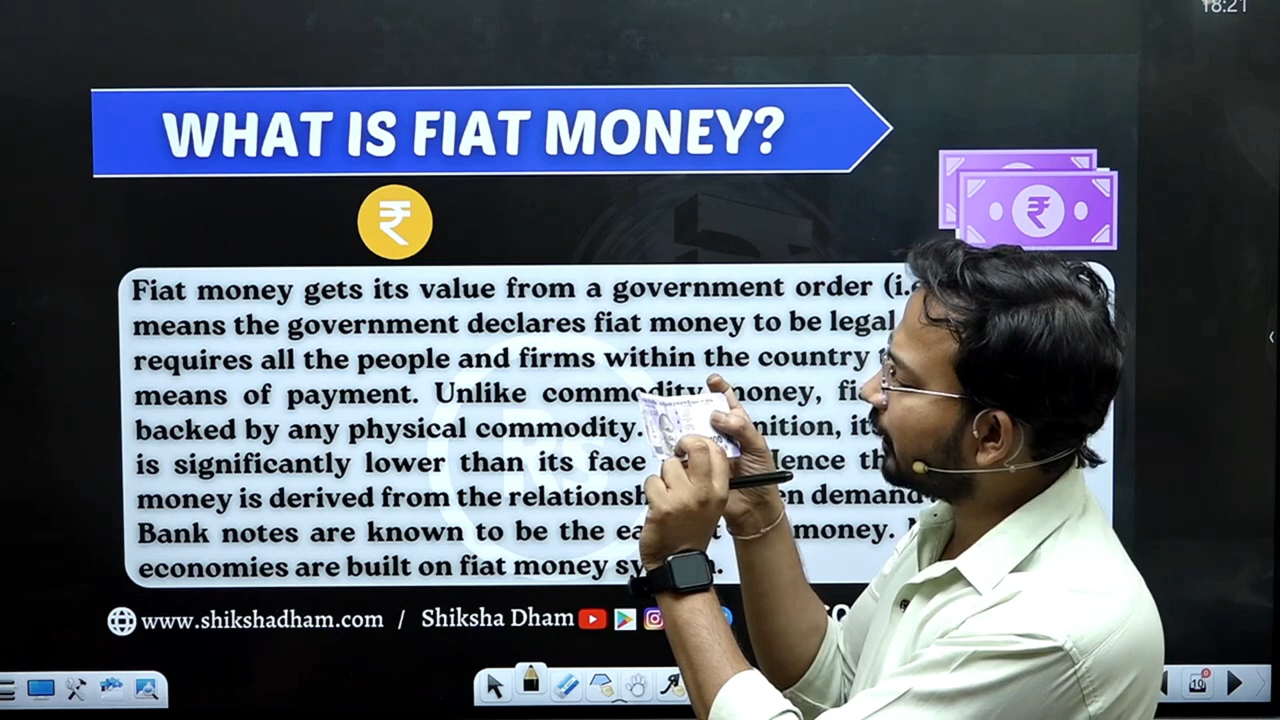 18:21
WHAT IS FIAT MONEY?
₹
₹
Fiat money gets its value from a government order (i.e
means the government declares fiat money to be legal
requires all the people and firms within the country
means of payment. Unlike commodity money,
backed by any physical commodity.
is significantly lower than its face
money is derived from the
Bank notes are known to be the money.
economies are built on fiat money
Rs
www.shikshadham.com / Shiksha Dham
10